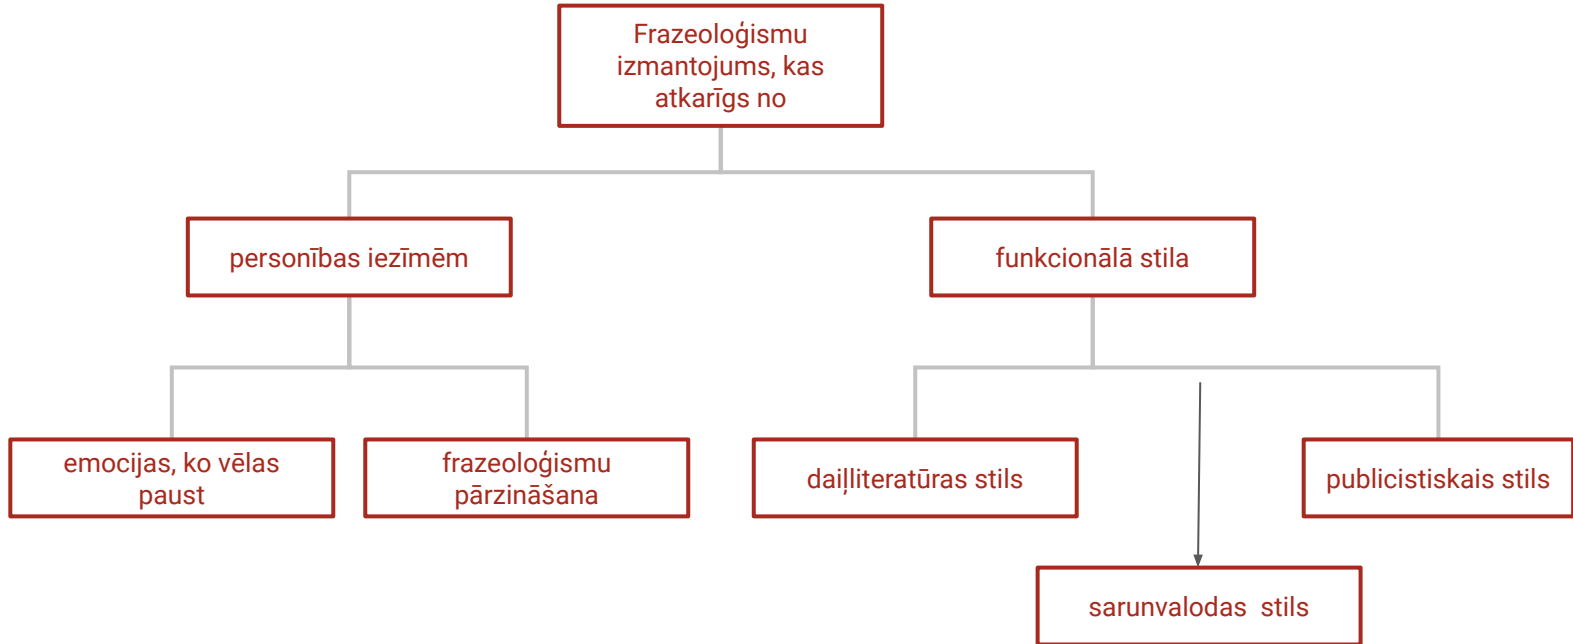 Frazeoloģismu
izmantojums, kas
atkarīgs no
personības iezīmēm
funkcionālā stila
emocijas, ko vēlas
paust
frazeoloģismu
pārzināšana
daiļliteratūras stils
publicistiskais stils
sarunvalodas stils